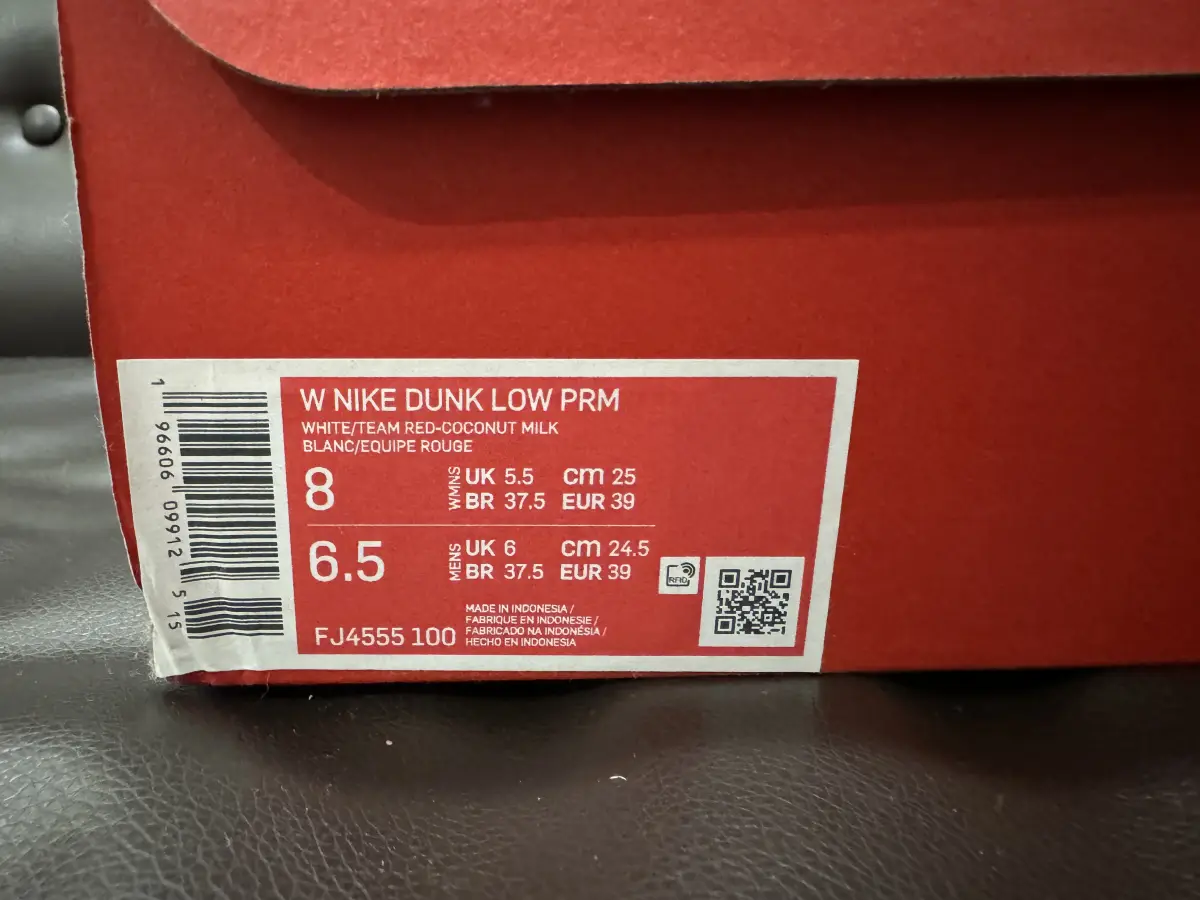 1 96606 09912 5 15
W NIKE DUNK LOW PRM
WHITE/TEAM RED-COCONUT MILK
BLANC/EQUIPE ROUGE
8 WMNS UK 5.5 cm 25
BR 37.5 EUR 39
6.5 MENS UK 6 cm 24.5
BR 37.5 EUR 39
RFID
FJ4555 100
MADE IN INDONESIA /
FABRIQUE EN INDONESIE /
FABRICADO NA INDONÉSIA /
HECHO EN INDONESIA